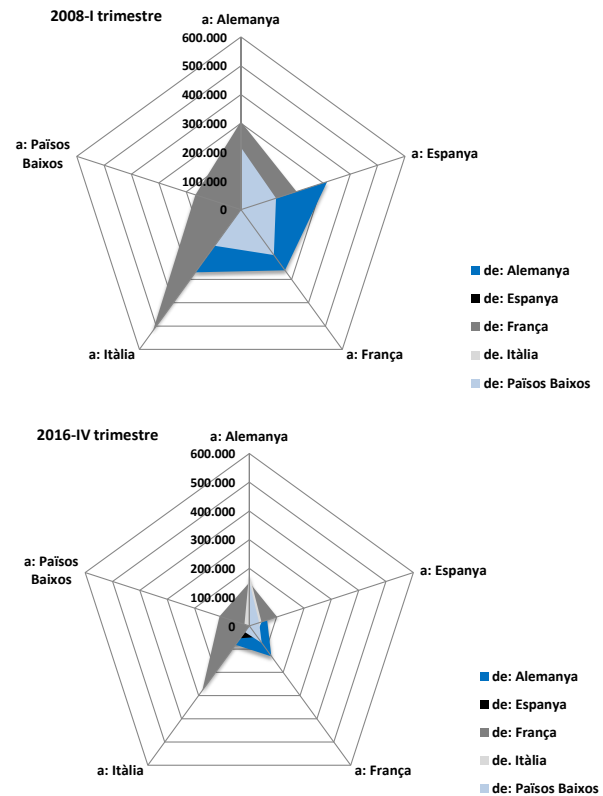 2008-I trimestre
a: Alemanya
600.000
500.000
400.000
300.000
200.000
100.000
0
a: Països
Baixos
a: Espanya
a: Itàlia
a: França
de: Alemanya
de: Espanya
de: França
de. Itàlia
de: Països Baixos
2016-IV trimestre
a: Alemanya
600.000
500.000
400.000
300.000
200.000
100.000
0
a: Països
Baixos
a: Espanya
a: Itàlia
a: França
de: Alemanya
de: Espanya
de: França
de. Itàlia
de: Països Baixos